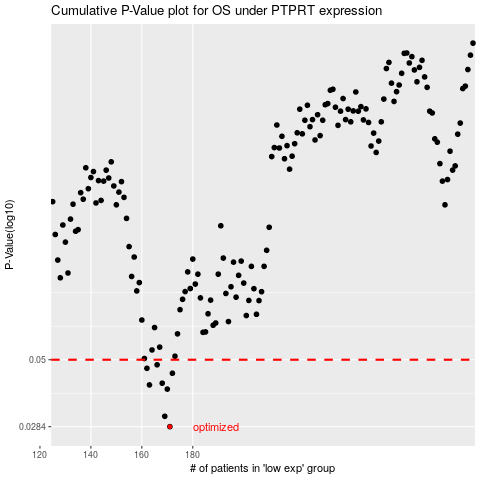 Cumulative P-Value plot for OS under PTPRT expression
P-Value(log10)
0.05
0.0284
optimized
120 140 160 180
# of patients in 'low exp' group